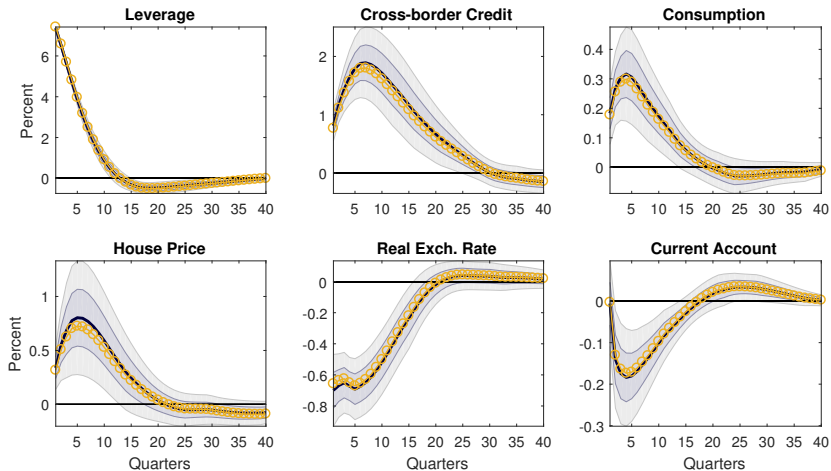 Leverage
Cross-border Credit
Consumption
Percent
6
4
2
0
5 10 15 20 25 30 35 40
2
1
0
5 10 15 20 25 30 35 40
0.4
0.3
0.2
0.1
0
5 10 15 20 25 30 35 40
House Price
Real Exch. Rate
Current Account
Percent
1
0.5
0
5 10 15 20 25 30 35 40
Quarters
0
-0.2
-0.4
-0.6
-0.8
5 10 15 20 25 30 35 40
Quarters
0
-0.1
-0.2
-0.3
5 10 15 20 25 30 35 40
Quarters